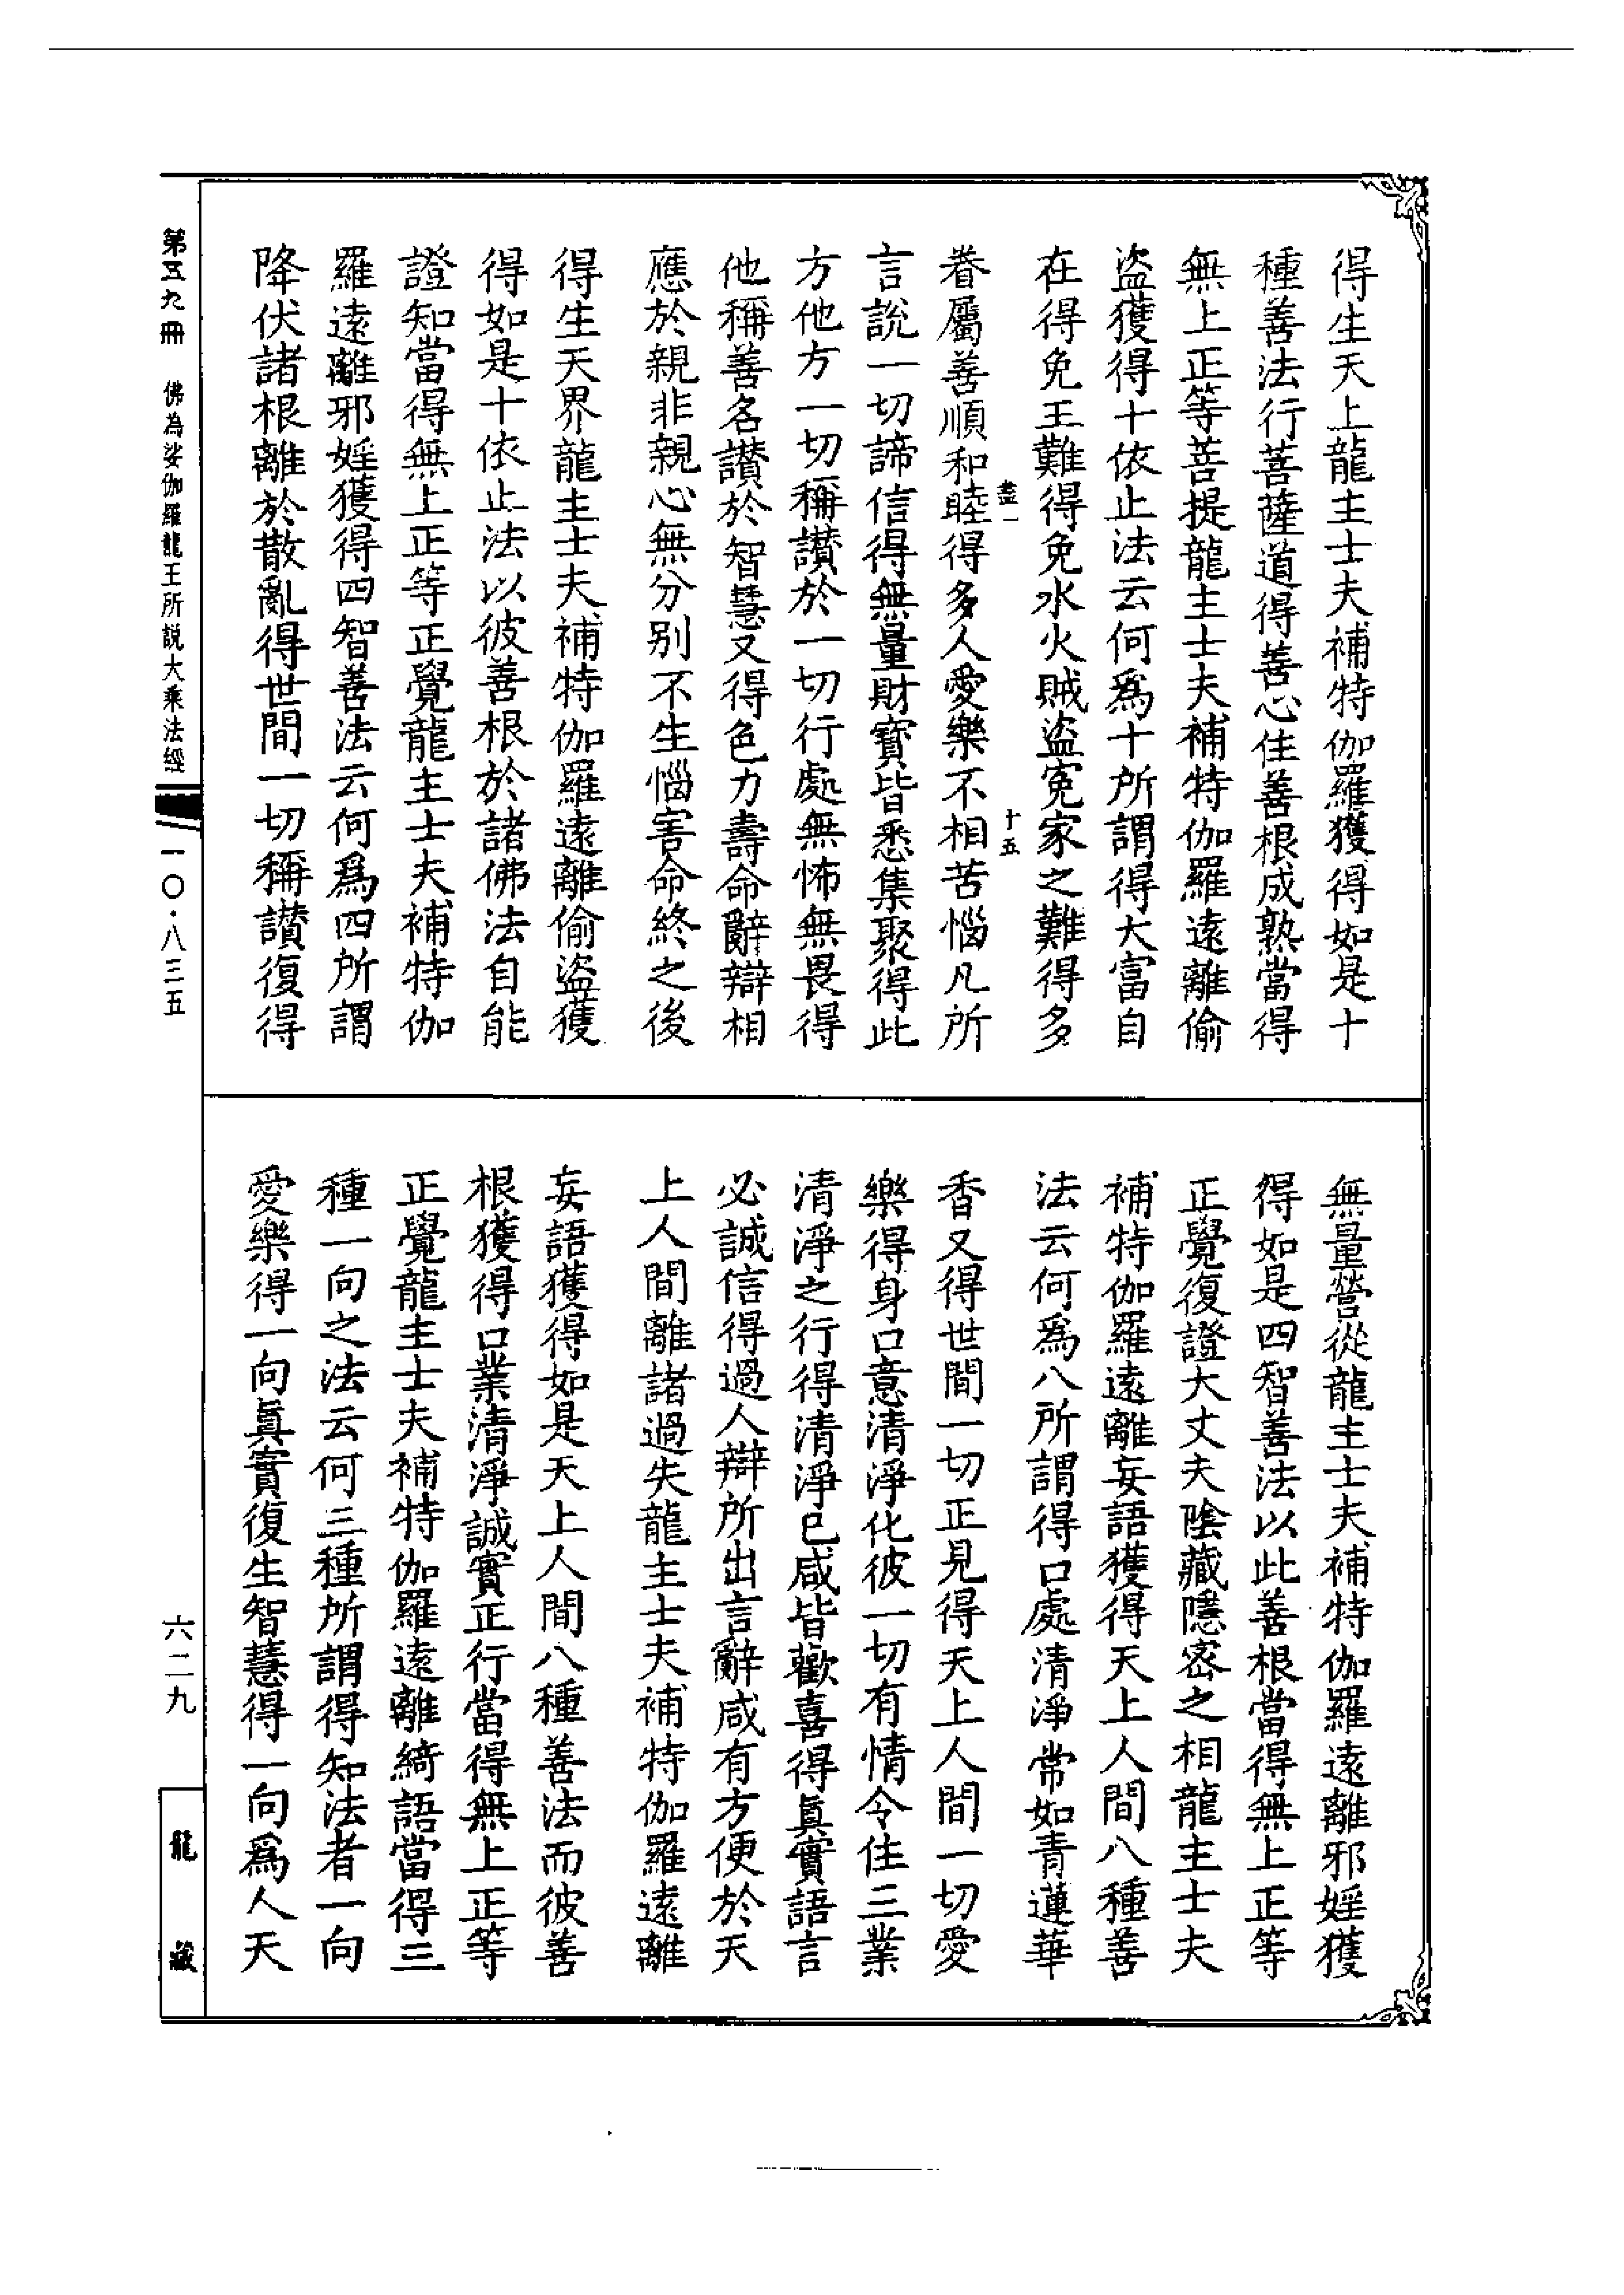 得生天上龍主士夫補特伽羅獲得如是十
種善法行菩薩道得善心住善根成熟當得
無上正等菩提龍主士夫補特伽羅遠離偷
盜獲得十依止法云何爲十所謂得大富自
在得免王難得免水火賊盜寃家之難得多
盡一
十五
眷屬善順和睦得多人愛樂不相苦惱凡所
言說一切諦信得無量財寶皆悉集聚得此
方他方一切稱讃於一切行處無怖無畏得
他稱善名讃於智慧又得色力壽命辭辯相
應於親非親心無分別不生惱害命終之後
得生天界龍主士夫補特伽羅遠離偷盜獲
得如是十依止法以彼善根於諸佛法自能
證知當得無上正等正覺龍主士夫補特伽
羅遠離邪婬獲得四智善法云何爲四所謂
降伏諸根離於散亂得世間一切稱讃復得
無量營從龍主士夫補特伽羅遠離邪婬獲
得如是四智善法以此善根當得無上正等
正覺復證大丈夫陰藏隱密之相龍主士夫
補特伽羅遠離妄語獲得天上人間八種善
法云何爲八所謂得口處清淨常如青蓮華
香又得世間一切正見得天上人間一切愛
樂得身口意清淨化彼一切有情令住三業
清淨之行得清淨已咸皆歡喜得眞實語言
必誠信得過人辯所出言辭咸有方便於天
上人間離諸過失龍主士夫補特伽羅遠離
妄語獲得如是天上人間八種善法而彼善
根獲得口業清淨誠實正行當得無上正等
正覺龍主士夫補特伽羅遠離綺語當得三
種一向之法云何三種所謂得知法者一向
愛樂得一向眞實復生智慧得一向爲人天
第五九冊 佛為娑伽羅龍王所説大乘法經
一〇·八三五
六二九
龍藏